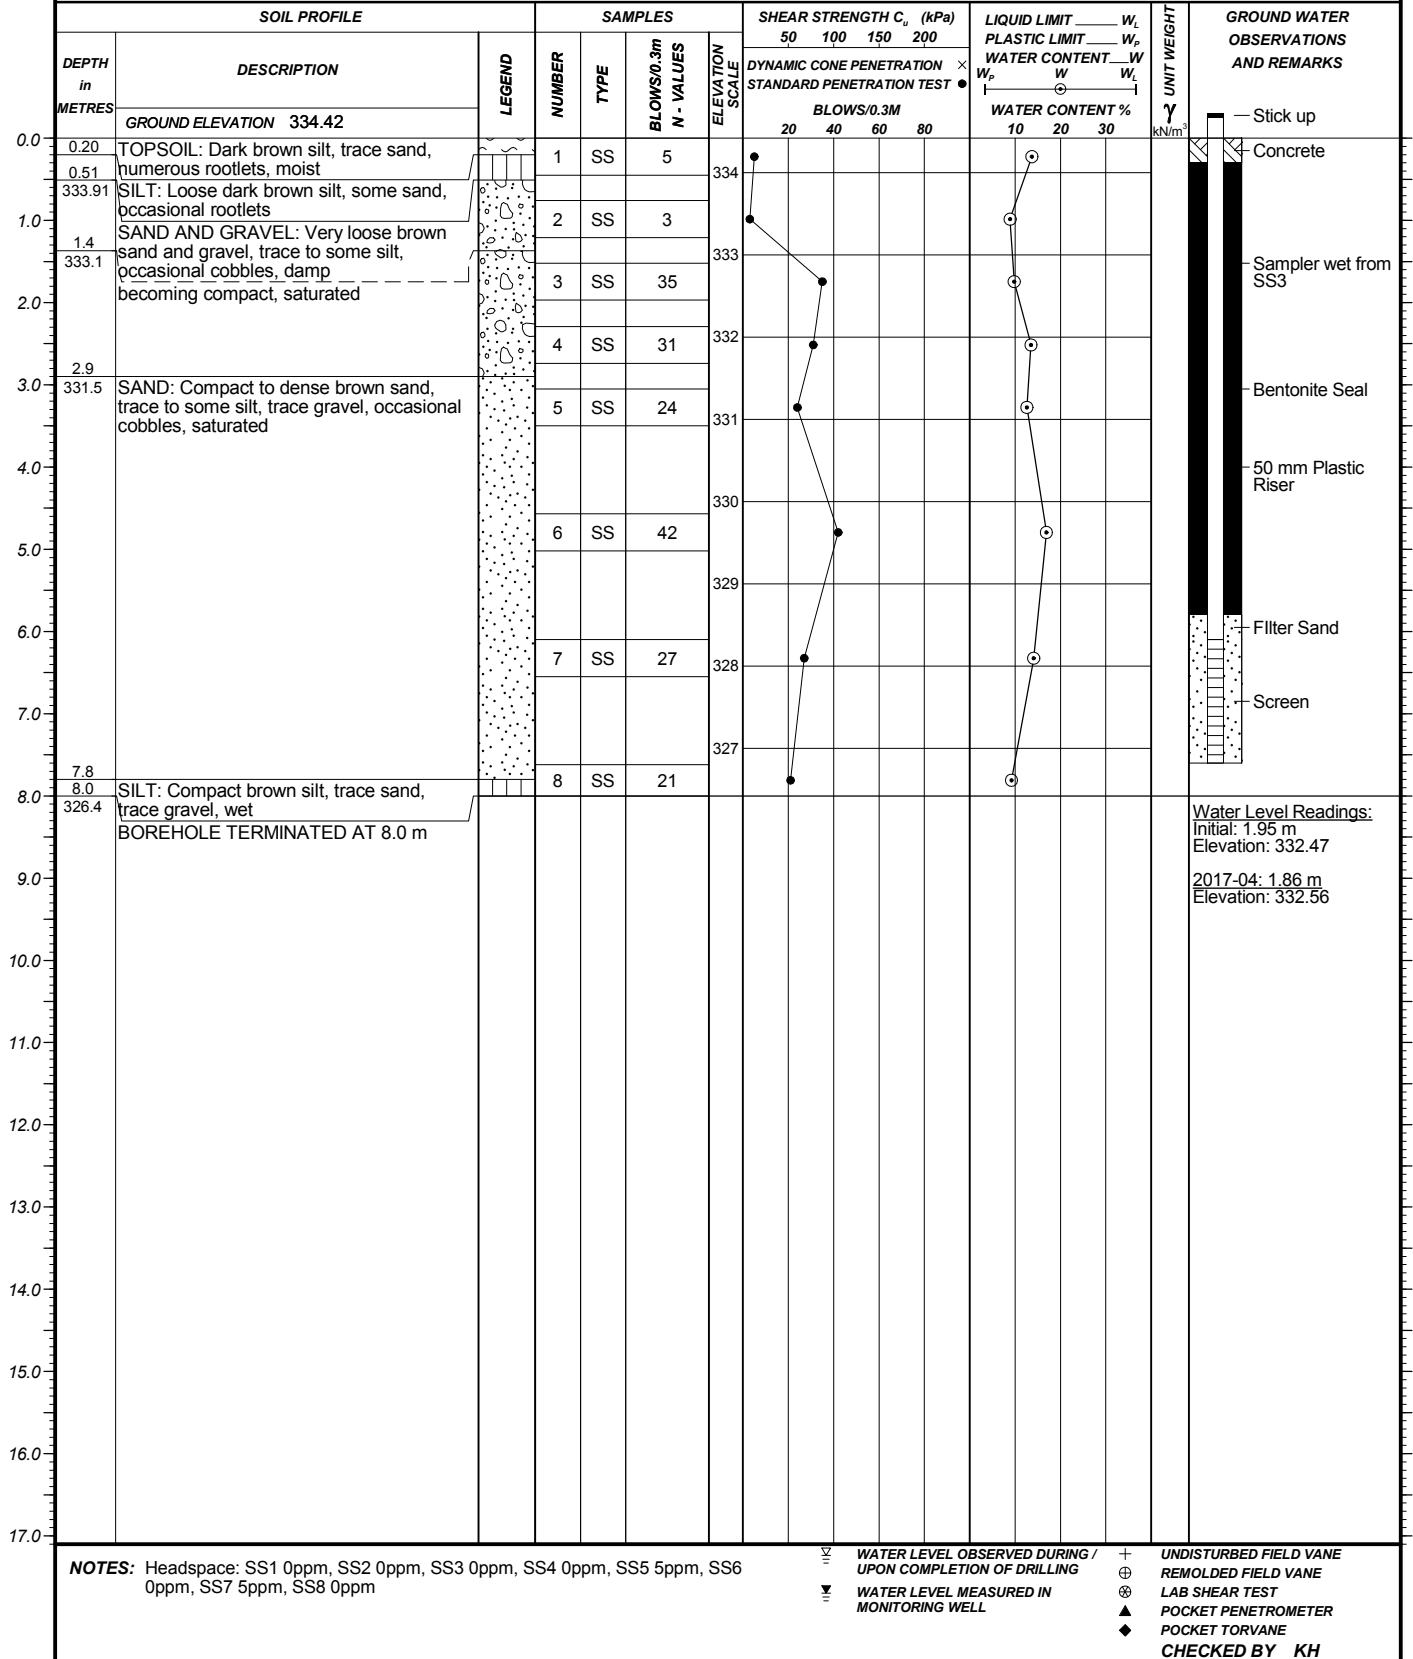 SOIL PROFILE
SAMPLES
SHEAR STRENGTH Cu (kPa)
50 100 150 200
DYNAMIC CONE PENETRATION ×
STANDARD PENETRATION TEST ●
BLOWS/0.3M
20 40 60 80
LIQUID LIMIT ______ WL
PLASTIC LIMIT ____ WP
WATER CONTENT__W
WP W WL
WATER CONTENT %
10 20 30
UNIT WEIGHT
γ
kN/m³
GROUND WATER
OBSERVATIONS
AND REMARKS
DEPTH
in
METRES
DESCRIPTION
GROUND ELEVATION 334.42
LEGEND
NUMBER
TYPE
BLOWS/0.3m
N - VALUES
ELEVATION
SCALE
0.0
1.0
2.0
3.0
4.0
5.0
6.0
7.0
8.0
9.0
10.0
11.0
12.0
13.0
14.0
15.0
16.0
17.0
0.20
TOPSOIL: Dark brown silt, trace sand,
numerous rootlets, moist
0.51
333.91
SILT: Loose dark brown silt, some sand,
occasional rootlets
SAND AND GRAVEL: Very loose brown
sand and gravel, trace to some silt,
occasional cobbles, damp
1.4
333.1
becoming compact, saturated
2.9
331.5
SAND: Compact to dense brown sand,
trace to some silt, trace gravel, occasional
cobbles, saturated
7.8
8.0
326.4
SILT: Compact brown silt, trace sand,
trace gravel, wet
BOREHOLE TERMINATED AT 8.0 m
1 SS 5
2 SS 3
3 SS 35
4 SS 31
5 SS 24
6 SS 42
7 SS 27
8 SS 21
334
333
332
331
330
329
328
327
Stick up
Concrete
Sampler wet from
SS3
Bentonite Seal
50 mm Plastic
Riser
FIlter Sand
Screen
Water Level Readings:
Initial: 1.95 m
Elevation: 332.47
2017-04: 1.86 m
Elevation: 332.56
NOTES: Headspace: SS1 0ppm, SS2 0ppm, SS3 0ppm, SS4 0ppm, SS5 5ppm, SS6
0ppm, SS7 5ppm, SS8 0ppm
WATER LEVEL OBSERVED DURING /
UPON COMPLETION OF DRILLING
WATER LEVEL MEASURED IN
MONITORING WELL
UNDISTURBED FIELD VANE
REMOLDED FIELD VANE
LAB SHEAR TEST
POCKET PENETROMETER
POCKET TORVANE
CHECKED BY KH